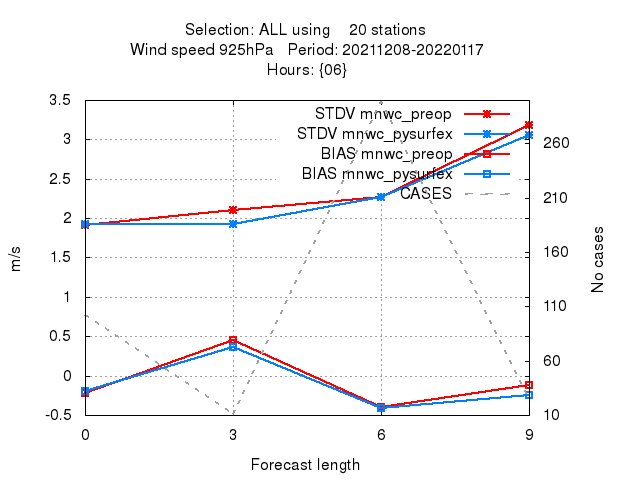 Selection: ALL using    20 stations
Wind speed 925hPa   Period: 20211208-20220117
Hours: {06}
STDV mnwc_preop
STDV mnwc_pysurfex
BIAS mnwc_preop
BIAS mnwc_pysurfex
CASES
3.5
3
2.5
2
1.5
1
0.5
0
-0.5
m/s
260
210
160
110
60
10
No cases
0 3 6 9
Forecast length